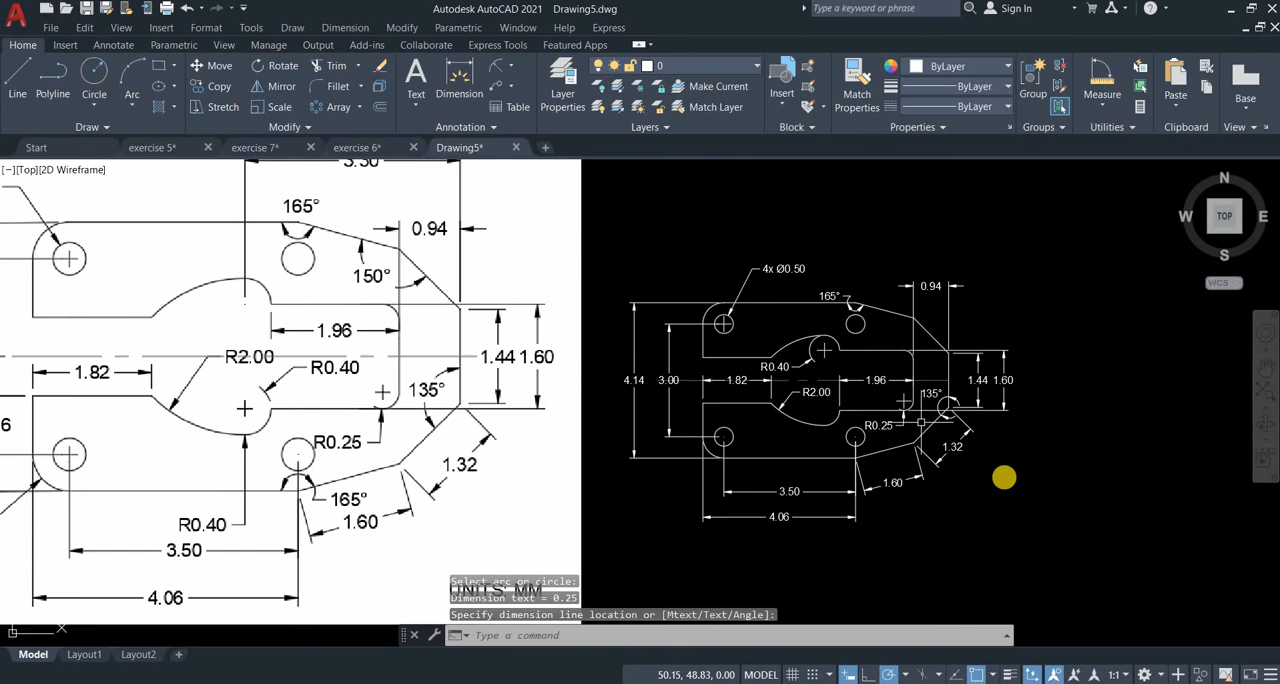 Autodesk AutoCAD 2021 Drawing5.dwg
Type a keyword or phrase
Sign In
File Edit View Insert Format Tools Draw Dimension Modify Parametric Window Help Express
Home Insert Annotate Parametric View Manage Output Add-ins Collaborate Express Tools Featured Apps
Line Polyline Circle Arc
Move Rotate Trim
Copy Mirror Fillet
Stretch Scale Array
Text Dimension Table
Layer Properties
0
Make Current
Match Layer
Insert
Match Properties
ByLayer
ByLayer
ByLayer
Group
Measure
Paste
Base
Draw Modify Annotation Layers Block Properties Groups Utilities Clipboard View
Start exercise 5* exercise 7* exercise 6* Drawing5*
[−][Top][2D Wireframe]
3.30
165°
0.94
150°
1.96
R2.00
R0.40
1.44
1.60
1.82
135°
6
R0.25
1.32
165°
1.60
R0.40
3.50
4.06
UNITS: MM
4x Ø0.50
165°
0.94
R0.40
4.14
3.00
1.82
1.96
1.44
1.60
R2.00
135°
R0.25
1.32
1.60
3.50
4.06
N
W TOP E
S
WCS
Select arc or circle:
Dimension text = 0.25
Specify dimension line location or [Mtext/Text/Angle]:
Type a command
Model Layout1 Layout2 +
50.15, 48.83, 0.00 MODEL
1:1